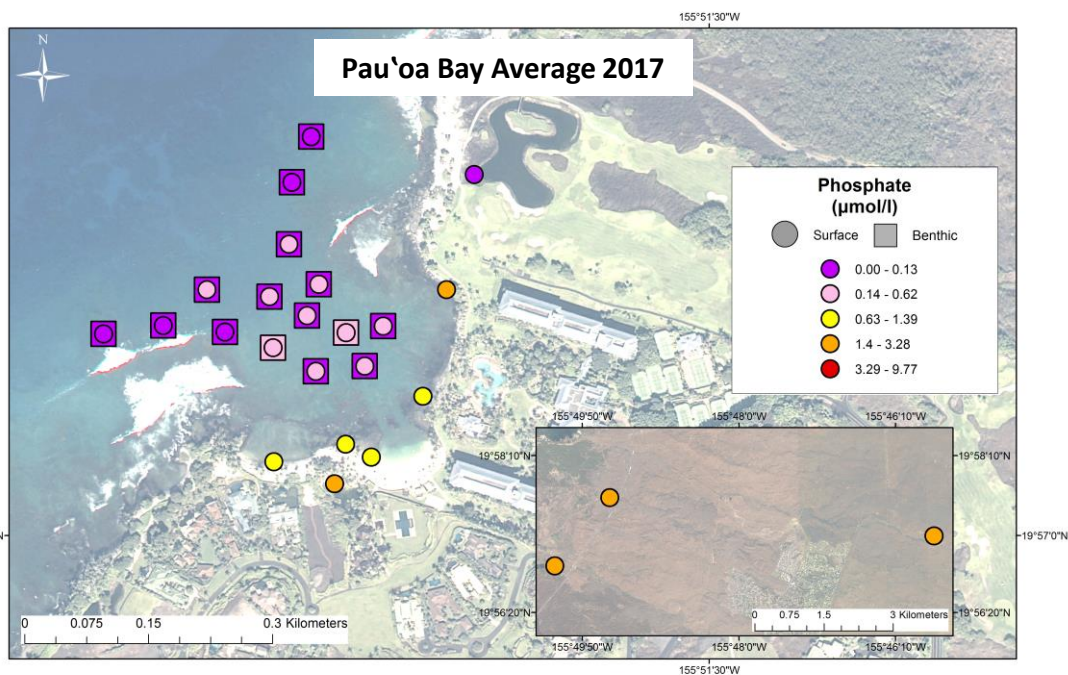 155°51'30"W
N
Pauʻoa Bay Average 2017
Phosphate
(µmol/l)
Surface Benthic
0.00 - 0.13
0.14 - 0.62
0.63 - 1.39
1.4 - 3.28
3.29 - 9.77
155°49'50"W 155°48'0"W 155°46'10"W
19°58'10"N 19°58'10"N
N 19°57'0"N
19°56'20"N 19°56'20"N
0 0.75 1.5 3 Kilometers
0 0.075 0.15 0.3 Kilometers
155°49'50"W 155°48'0"W 155°46'10"W
155°51'30"W